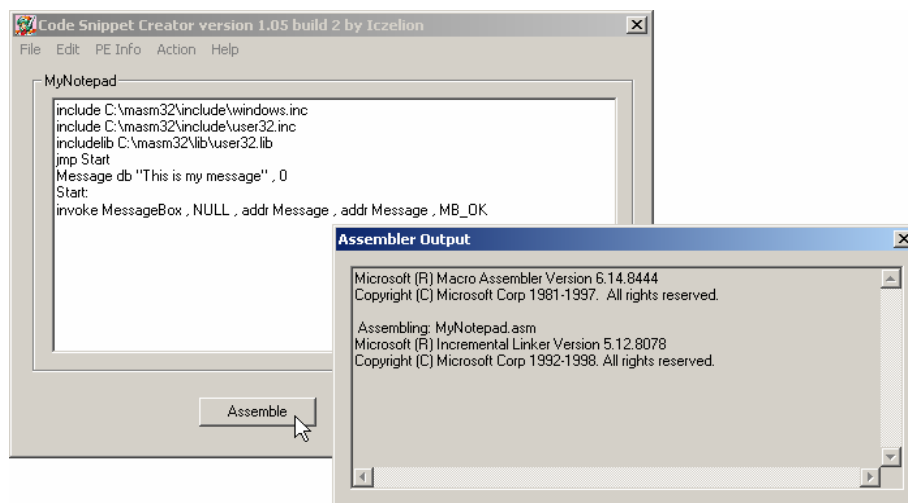 Code Snippet Creator version 1.05 build 2 by Iczelion
File Edit PE Info Action Help
MyNotepad
include C:\masm32\include\windows.inc
include C:\masm32\include\user32.inc
includelib C:\masm32\lib\user32.lib
jmp Start
Message db "This is my message" , 0
Start:
invoke MessageBox , NULL , addr Message , addr Message , MB_OK
Assemble
Assembler Output
Microsoft (R) Macro Assembler Version 6.14.8444
Copyright (C) Microsoft Corp 1981-1997.  All rights reserved.
Assembling: MyNotepad.asm
Microsoft (R) Incremental Linker Version 5.12.8078
Copyright (C) Microsoft Corp 1992-1998. All rights reserved.